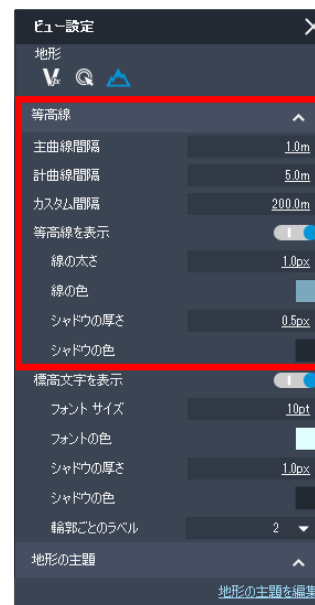 ビュー設定
地形
等高線
主曲線間隔 1.0m
計曲線間隔 5.0m
カスタム間隔 200.0m
等高線を表示
線の太さ 1.0px
線の色
シャドウの厚さ 0.5px
シャドウの色
標高文字を表示
フォント サイズ 10pt
フォントの色
シャドウの厚さ 1.0px
シャドウの色
輪郭ごとのラベル 2
地形の主題
地形の主題を編集